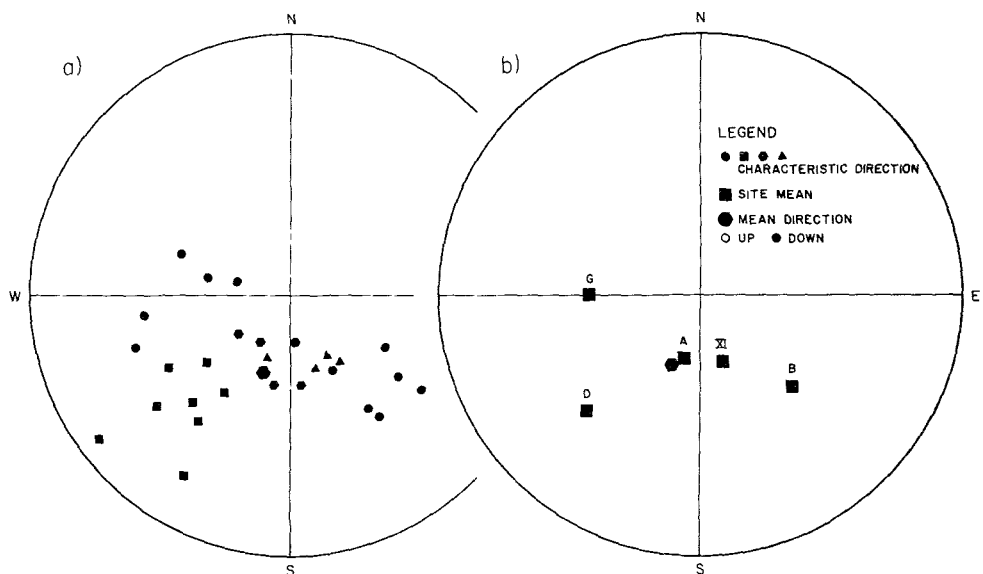 a)
N
W
S
b)
N
LEGEND
CHARACTERISTIC DIRECTION
SITE MEAN
MEAN DIRECTION
UP DOWN
G
E
A
XI
B
D
S